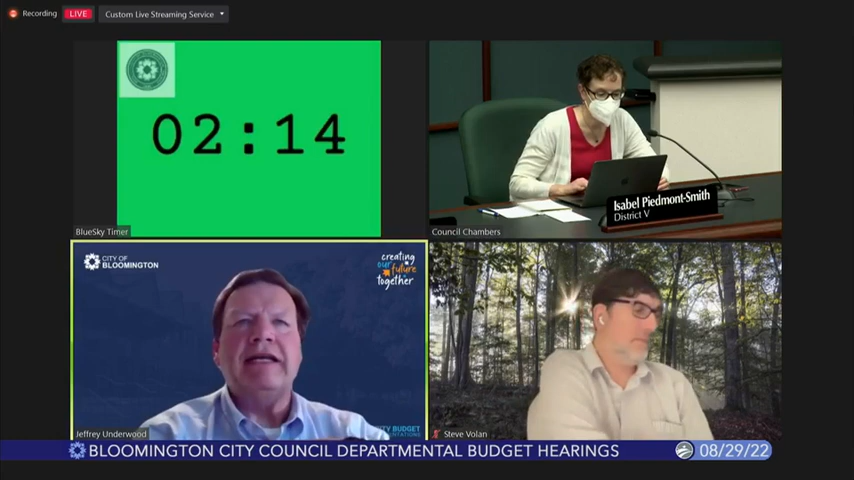 Recording
LIVE
Custom Live Streaming Service
02:14
BlueSky Timer
Isabel Piedmont-Smith
District V
Council Chambers
CITY OF
BLOOMINGTON
creating
our future
together
CITY BUDGET
Jeffrey Underwood
Steve Volan
BLOOMINGTON CITY COUNCIL DEPARTMENTAL BUDGET HEARINGS
08/29/22